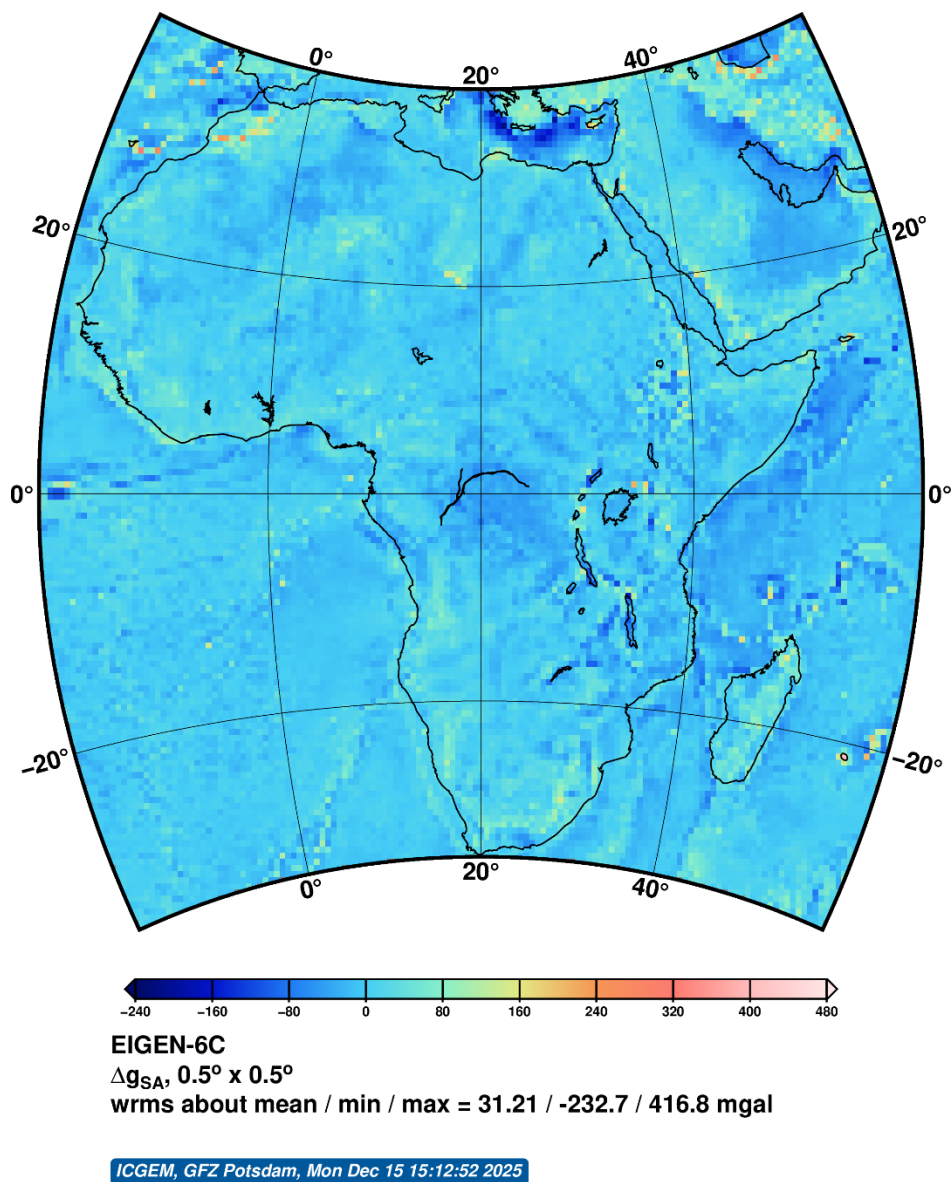 0° 20° 40°
20° 20°
0° 0°
−20° −20°
0° 20° 40°
−240 −160 −80 0 80 160 240 320 400 480
EIGEN-6C
ΔgSA, 0.5º x 0.5º
wrms about mean / min / max = 31.21 / -232.7 / 416.8 mgal
ICGEM, GFZ Potsdam, Mon Dec 15 15:12:52 2025